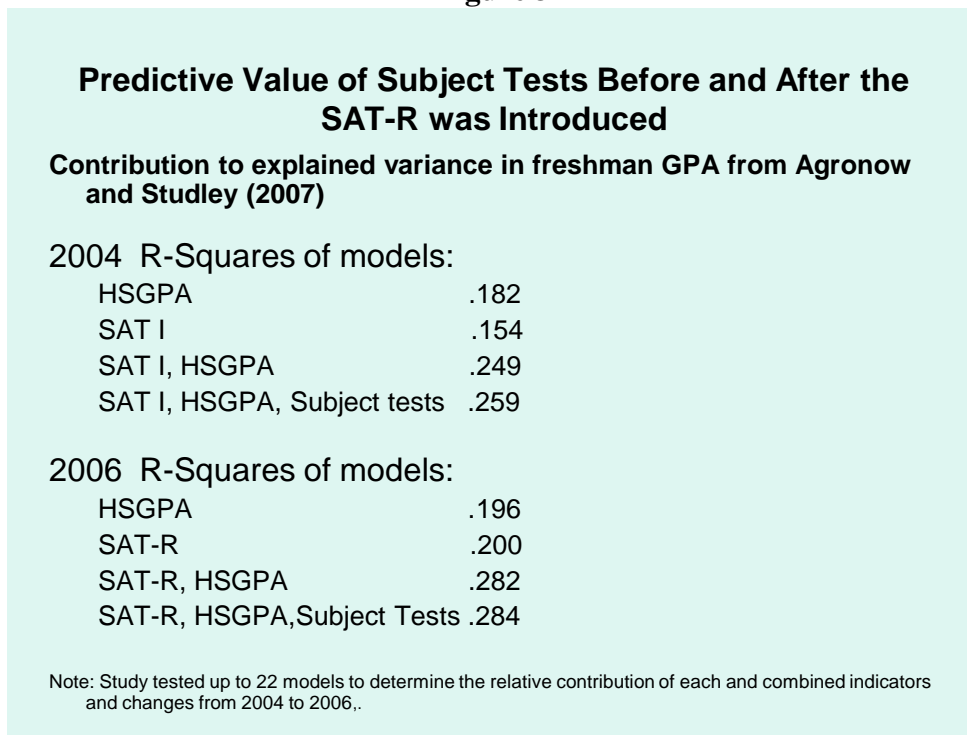 Predictive Value of Subject Tests Before and After the
SAT-R was Introduced
Contribution to explained variance in freshman GPA from Agronow
and Studley (2007)
2004 R-Squares of models:
HSGPA .182
SAT I .154
SAT I, HSGPA .249
SAT I, HSGPA, Subject tests .259
2006 R-Squares of models:
HSGPA .196
SAT-R .200
SAT-R, HSGPA .282
SAT-R, HSGPA,Subject Tests .284
Note: Study tested up to 22 models to determine the relative contribution of each and combined indicators
and changes from 2004 to 2006,.